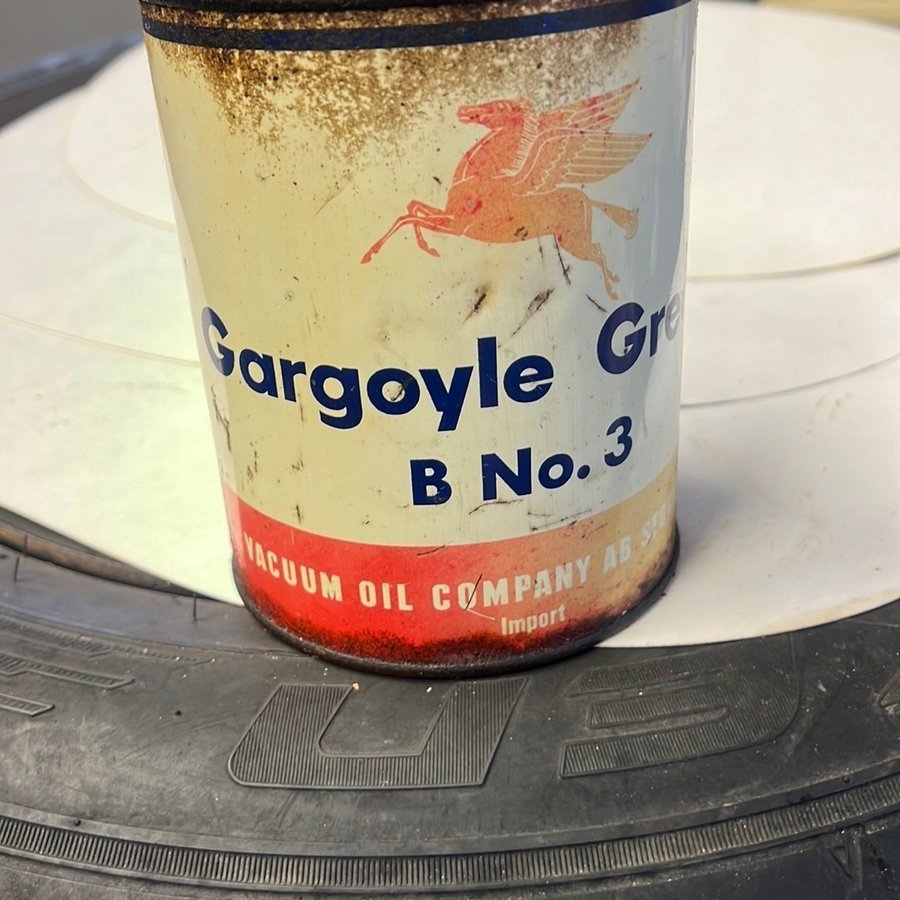 Gargoyle Gre
B No. 3
VACUUM OIL COMPANY AB
Import